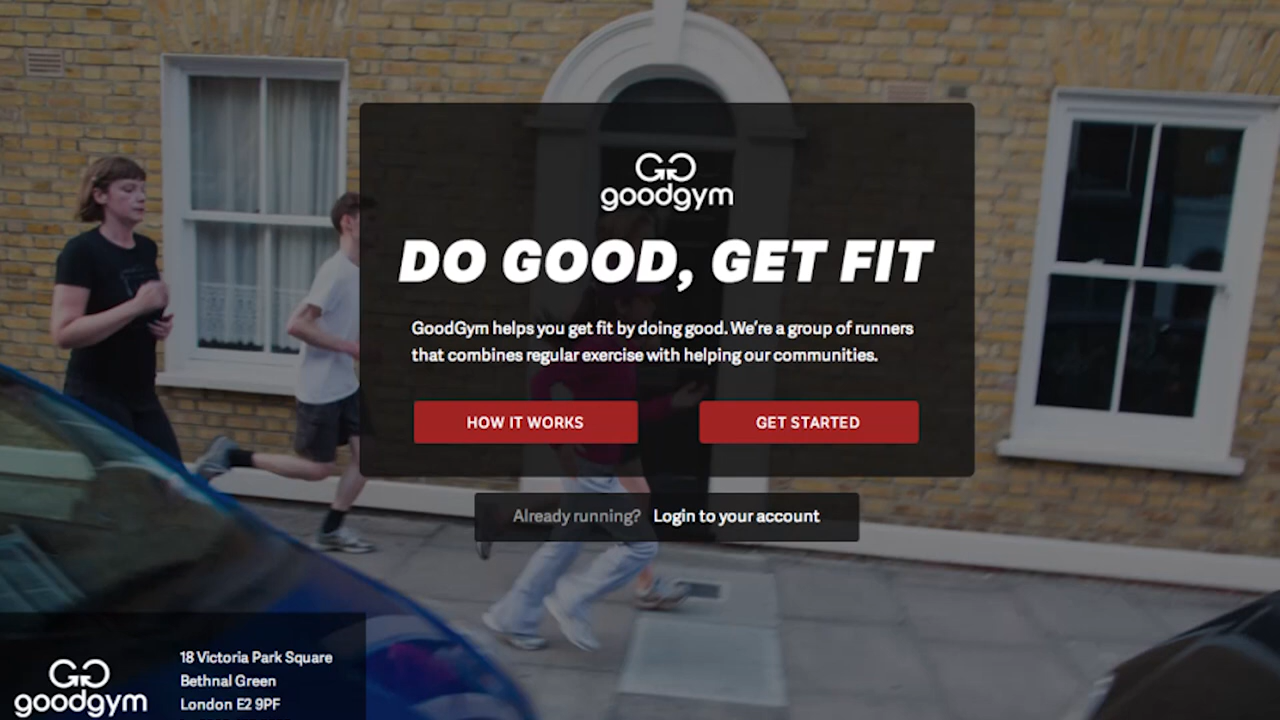 goodgym
DO GOOD, GET FIT
GoodGym helps you get fit by doing good. We're a group of runners
that combines regular exercise with helping our communities.
HOW IT WORKS
GET STARTED
Already running? Login to your account
goodgym
18 Victoria Park Square
Bethnal Green
London E2 9PF